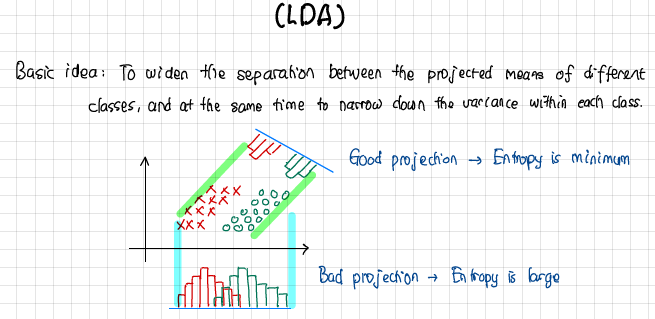 (LDA)
Basic idea: To widen the separation between the projected means of different
classes, and at the same time to narrow down the variance within each class.
Good projection → Entropy is minimum
Bad projection → Entropy is large